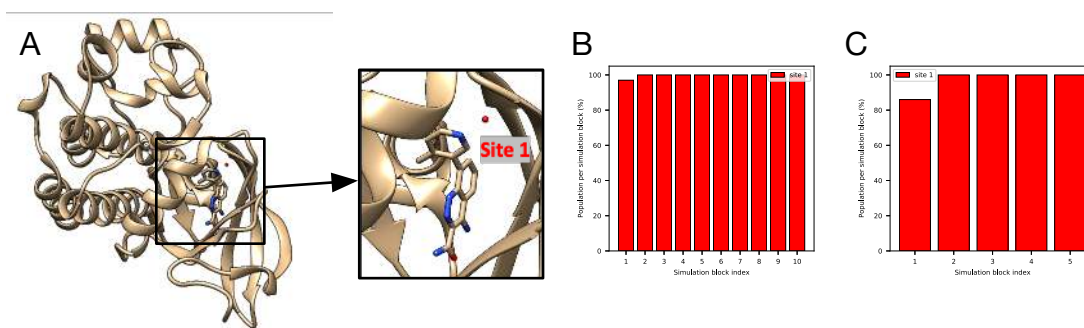 A
Site 1
B
Population per simulation block (%)
100
80
60
40
20
0
site 1
1 2 3 4 5 6 7 8 9 10
Simulation block index
C
Population per simulation block (%)
100
80
60
40
20
0
site 1
1 2 3 4 5
Simulation block index